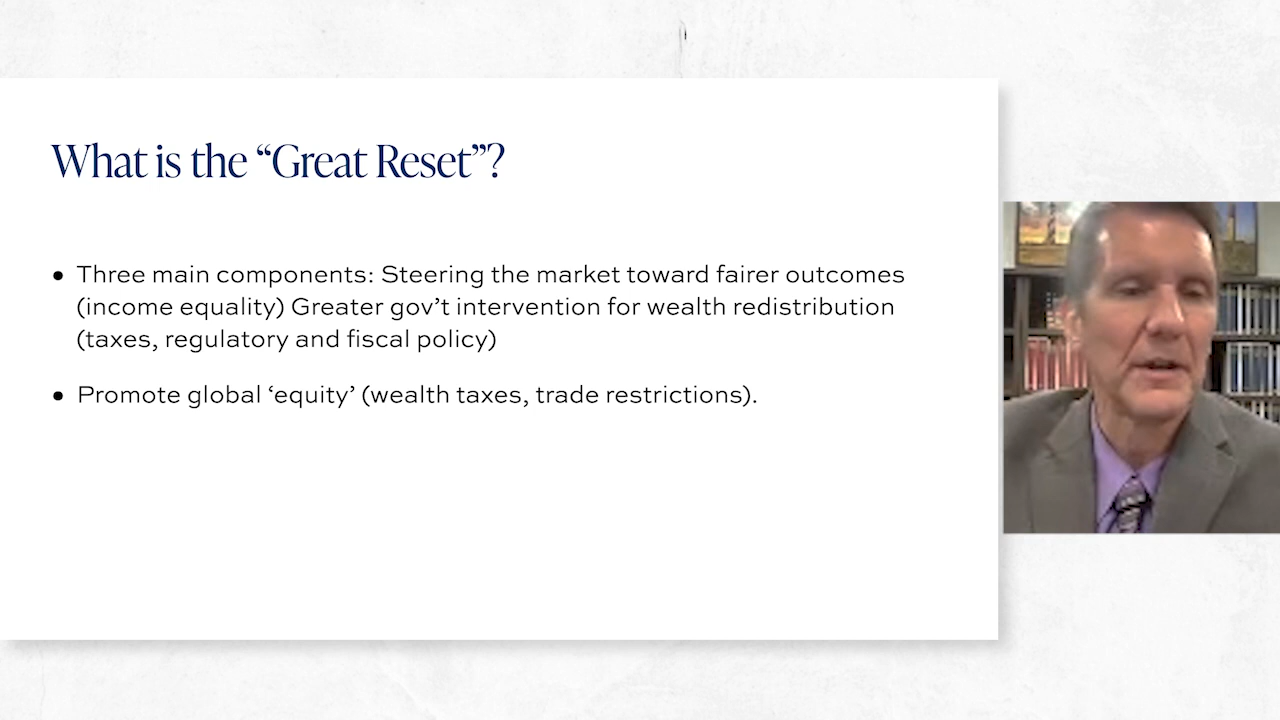 What is the “Great Reset”?
● Three main components: Steering the market toward fairer outcomes
(income equality) Greater gov’t intervention for wealth redistribution
(taxes, regulatory and fiscal policy)
● Promote global ‘equity’ (wealth taxes, trade restrictions).